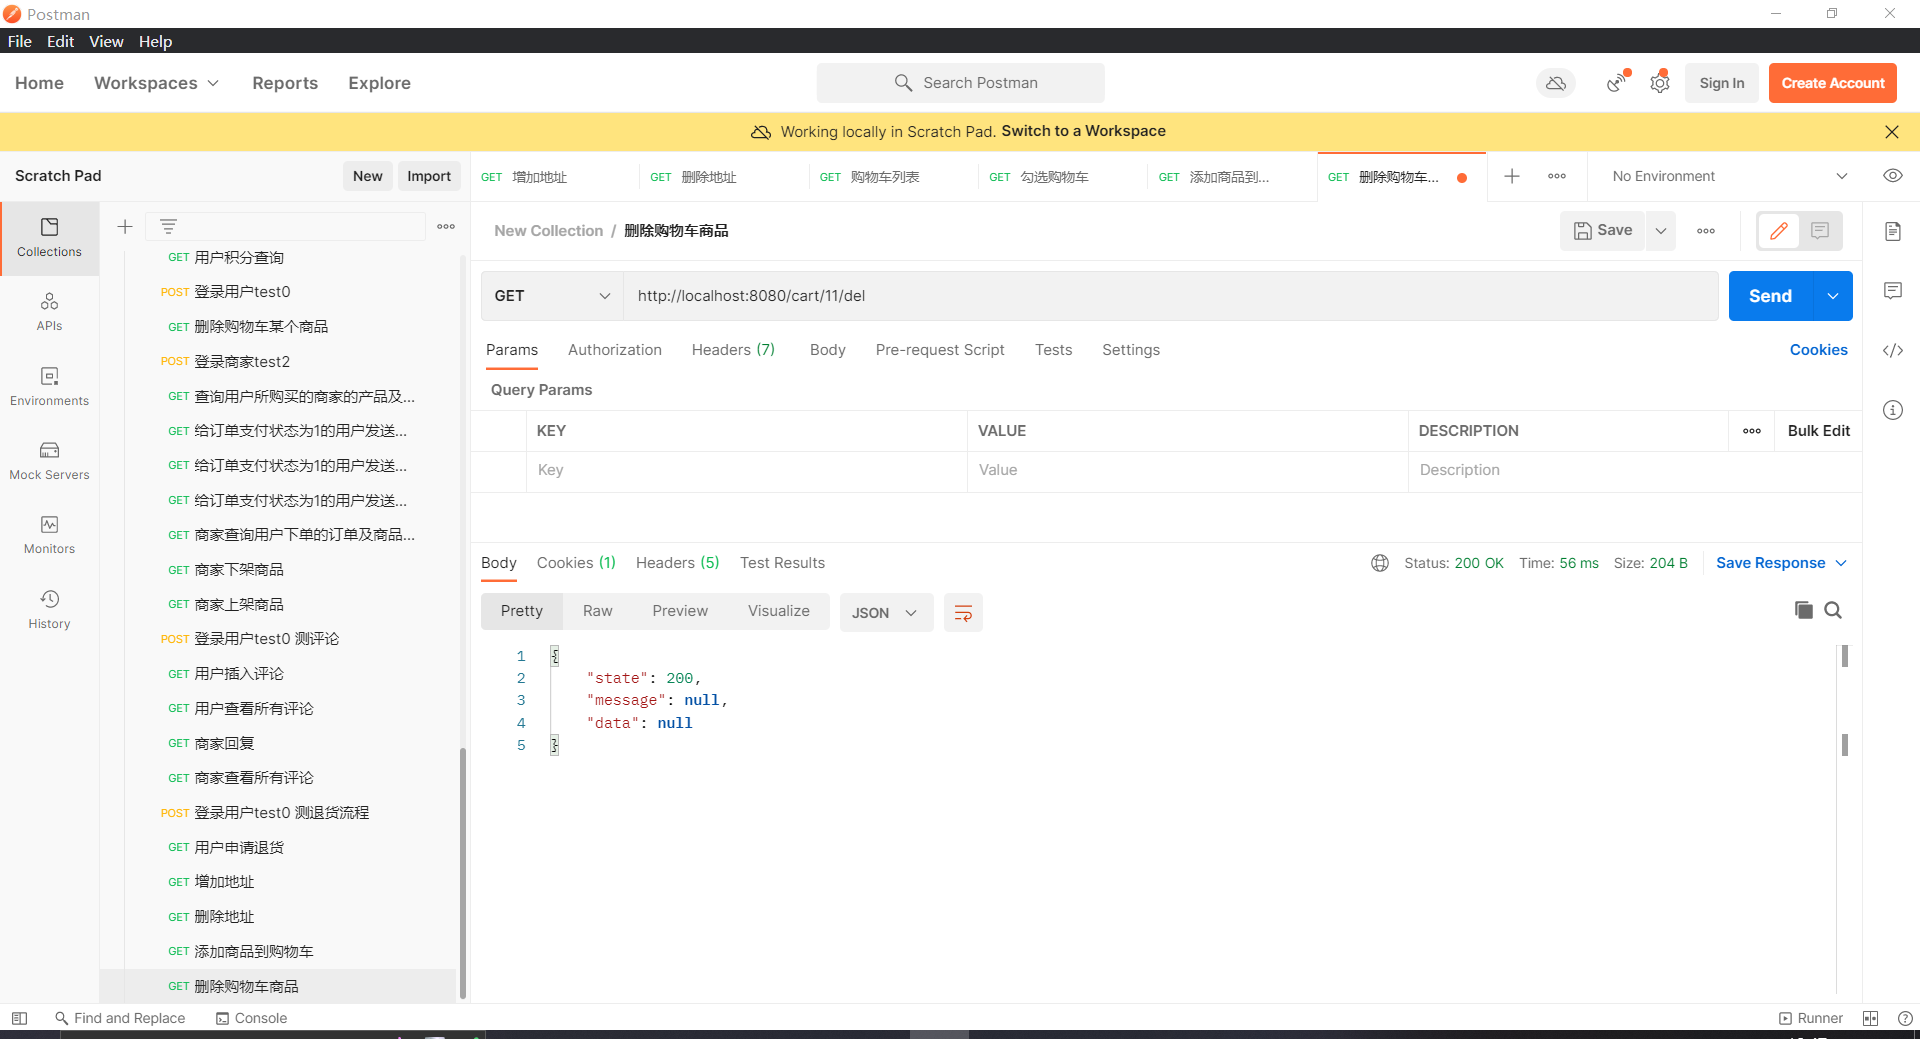 Postman
File Edit View Help
Home Workspaces Reports Explore Search Postman Sign In Create Account
Working locally in Scratch Pad. Switch to a Workspace
Scratch Pad New Import
GET 增加地址 GET 删除地址 GET 购物车列表 GET 勾选购物车 GET 添加商品到... GET 删除购物车... No Environment
Collections
APIs
Environments
Mock Servers
Monitors
History
GET 用户积分查询
POST 登录用户test0
GET 删除购物车某个商品
POST 登录商家test2
GET 查询用户所购买的商家的产品及...
GET 给订单支付状态为1的用户发送...
GET 给订单支付状态为1的用户发送...
GET 给订单支付状态为1的用户发送...
GET 商家查询用户下单的订单及商品...
GET 商家下架商品
GET 商家上架商品
POST 登录用户test0 测评论
GET 用户插入评论
GET 用户查看所有评论
GET 商家回复
GET 商家查看所有评论
POST 登录用户test0 测退货流程
GET 用户申请退货
GET 增加地址
GET 删除地址
GET 添加商品到购物车
GET 删除购物车商品
New Collection / 删除购物车商品 Save
GET http://localhost:8080/cart/11/del Send
Params Authorization Headers (7) Body Pre-request Script Tests Settings Cookies
Query Params
KEY VALUE DESCRIPTION Bulk Edit
Key Value Description
Body Cookies (1) Headers (5) Test Results Status: 200 OK Time: 56 ms Size: 204 B Save Response
Pretty Raw Preview Visualize JSON
1 {
2 "state": 200,
3 "message": null,
4 "data": null
5 }
Find and Replace Console Runner